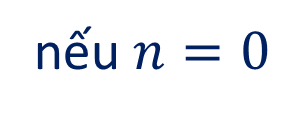 nếu 𝑛 = 0